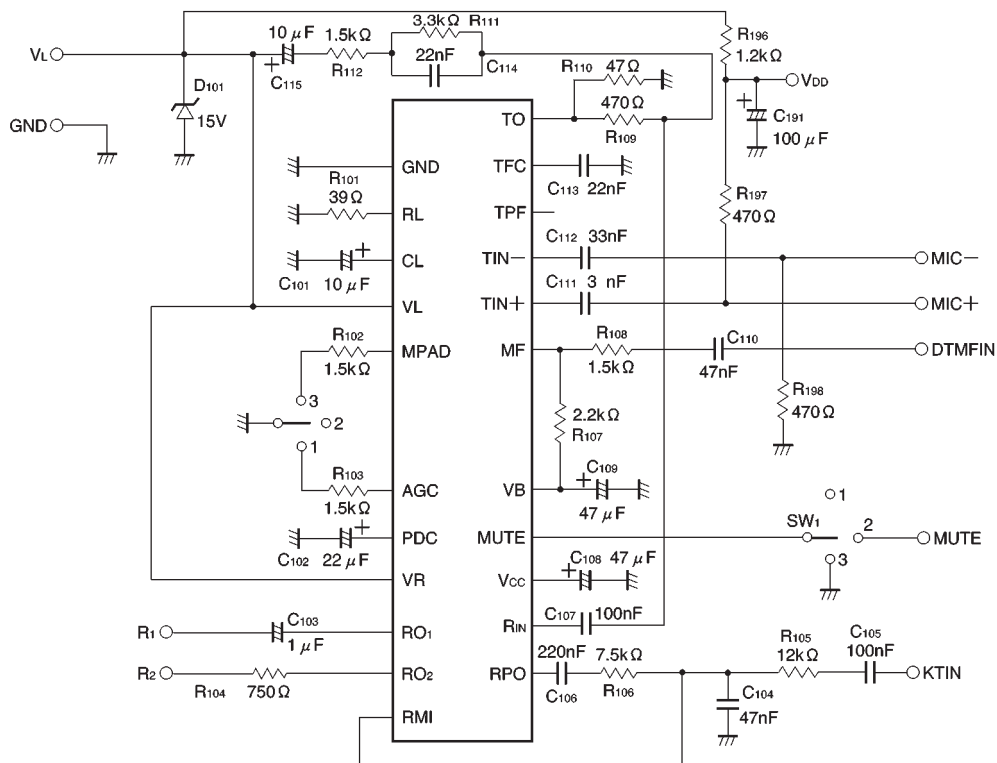 3.3kΩ R111
10 μF 1.5kΩ
22nF
R196
1.2kΩ
VL
+
C115
R112
C114
R110
47Ω
VDD
D101
15V
470Ω
R109
+
C191
100 μF
GND
TO
GND
TFC
C113 22nF
R101
39Ω
RL
TPF
R197
470Ω
C112 33nF
TIN−
MIC−
+
CL
C101
10 μF
C111 3 nF
TIN+
MIC+
VL
R102
1.5kΩ
MPAD
MF
R108
1.5kΩ
C110
47nF
DTMFIN
3
2
1
R198
470Ω
2.2kΩ
R107
R103
1.5kΩ
AGC
VB
+
C109
47 μF
1
SW1
2
3
+
PDC
C102
22 μF
MUTE
MUTE
VR
VCC
+
C108 47 μF
RIN
C107 100nF
R1
C103
1 μF
RO1
R2
R104
750Ω
RO2
RPO
220nF
C106
7.5kΩ
R106
R105
12kΩ
C105
100nF
KTIN
C104
47nF
RMI